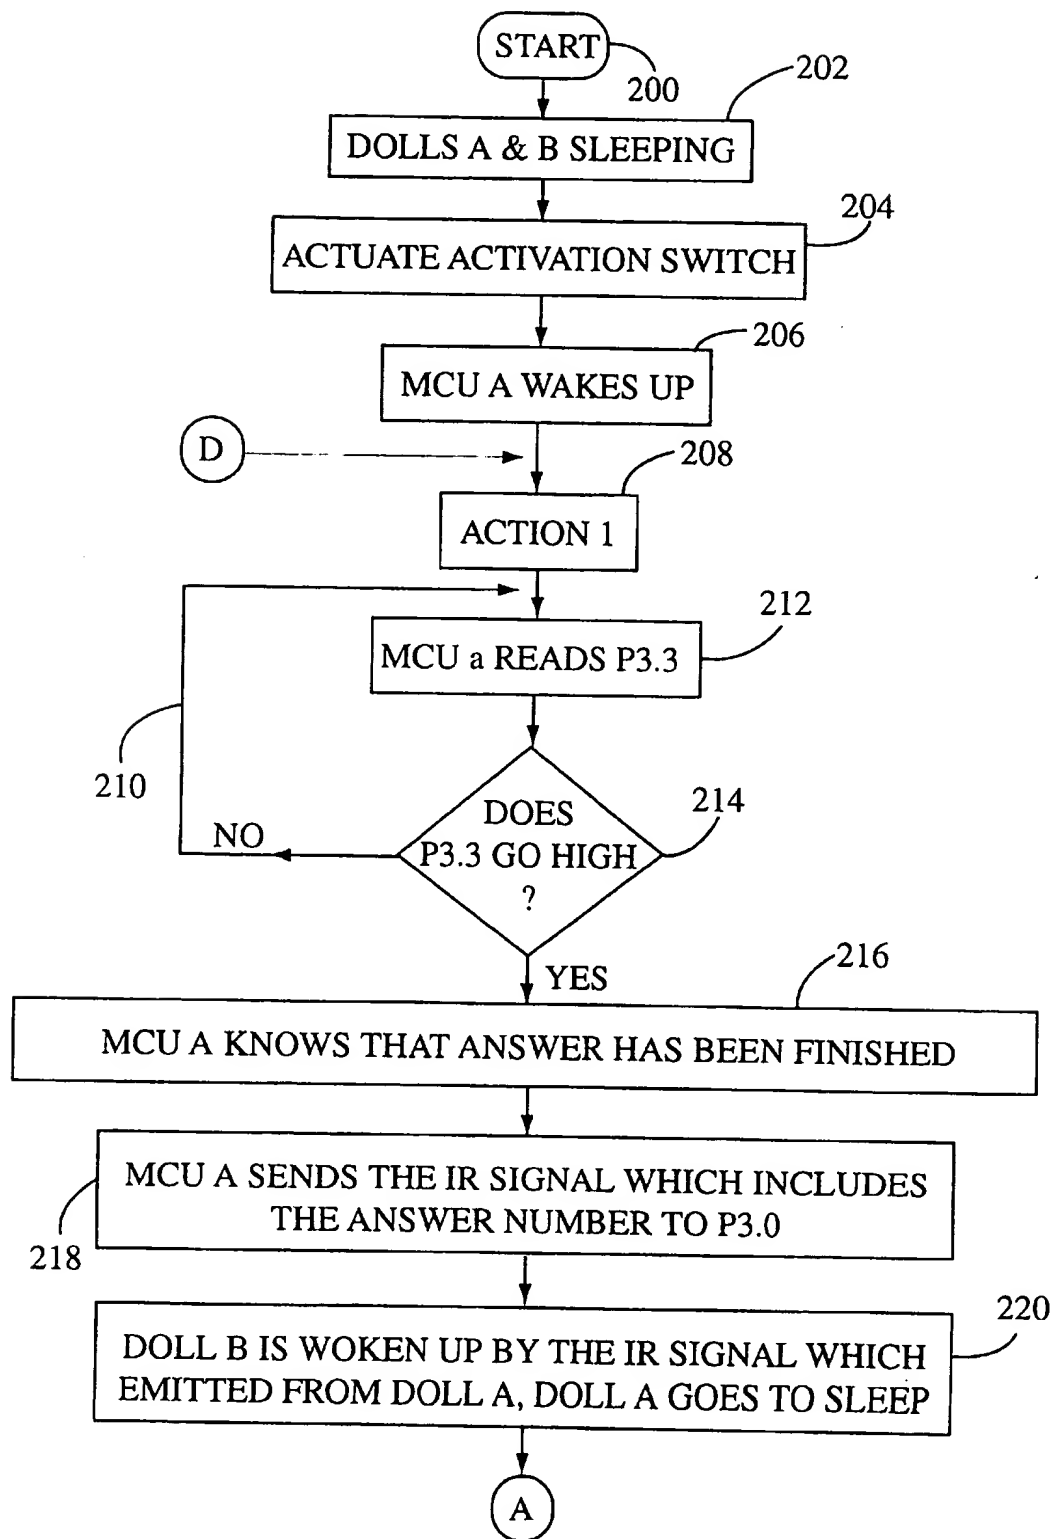 START
200
202
DOLLS A & B SLEEPING
204
ACTUATE ACTIVATION SWITCH
206
MCU A WAKES UP
D
208
ACTION 1
212
MCU a READS P3.3
210
214
DOES
P3.3 GO HIGH
?
NO
YES
216
MCU A KNOWS THAT ANSWER HAS BEEN FINISHED
MCU A SENDS THE IR SIGNAL WHICH INCLUDES
THE ANSWER NUMBER TO P3.0
218
220
DOLL B IS WOKEN UP BY THE IR SIGNAL WHICH
EMITTED FROM DOLL A, DOLL A GOES TO SLEEP
A